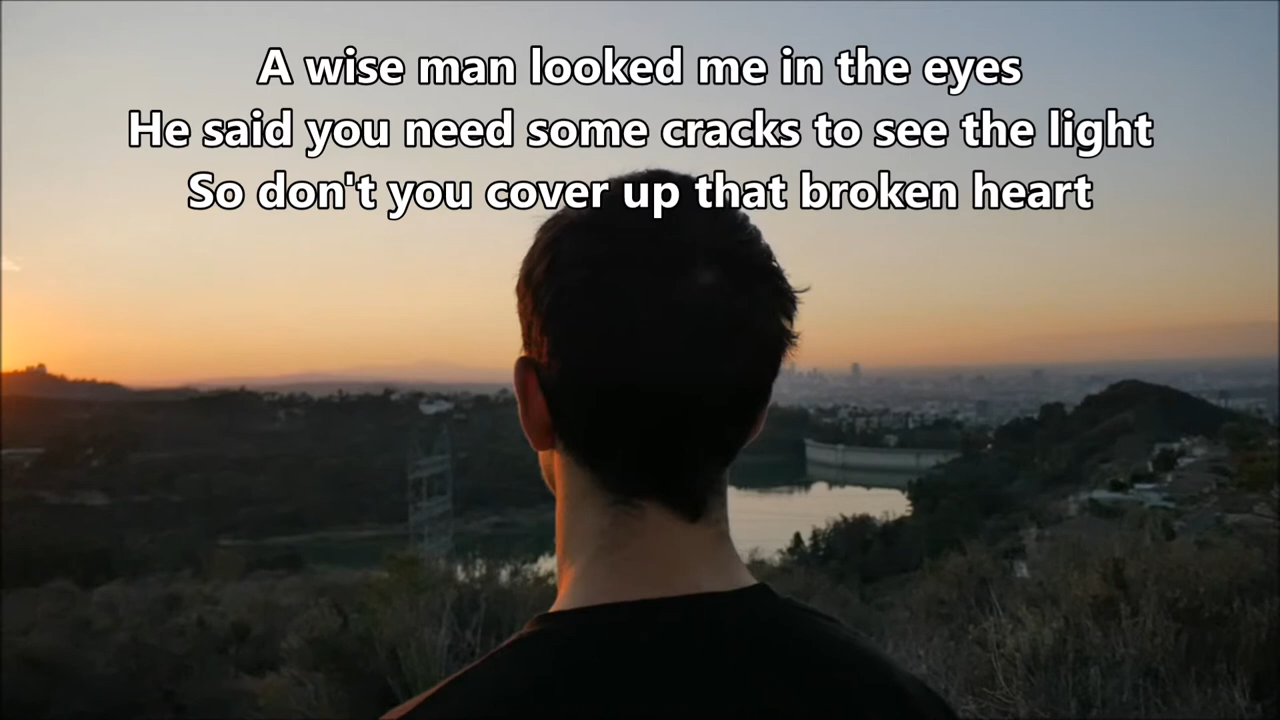 A wise man looked me in the eyes
He said you need some cracks to see the light
So don't you cover up that broken heart